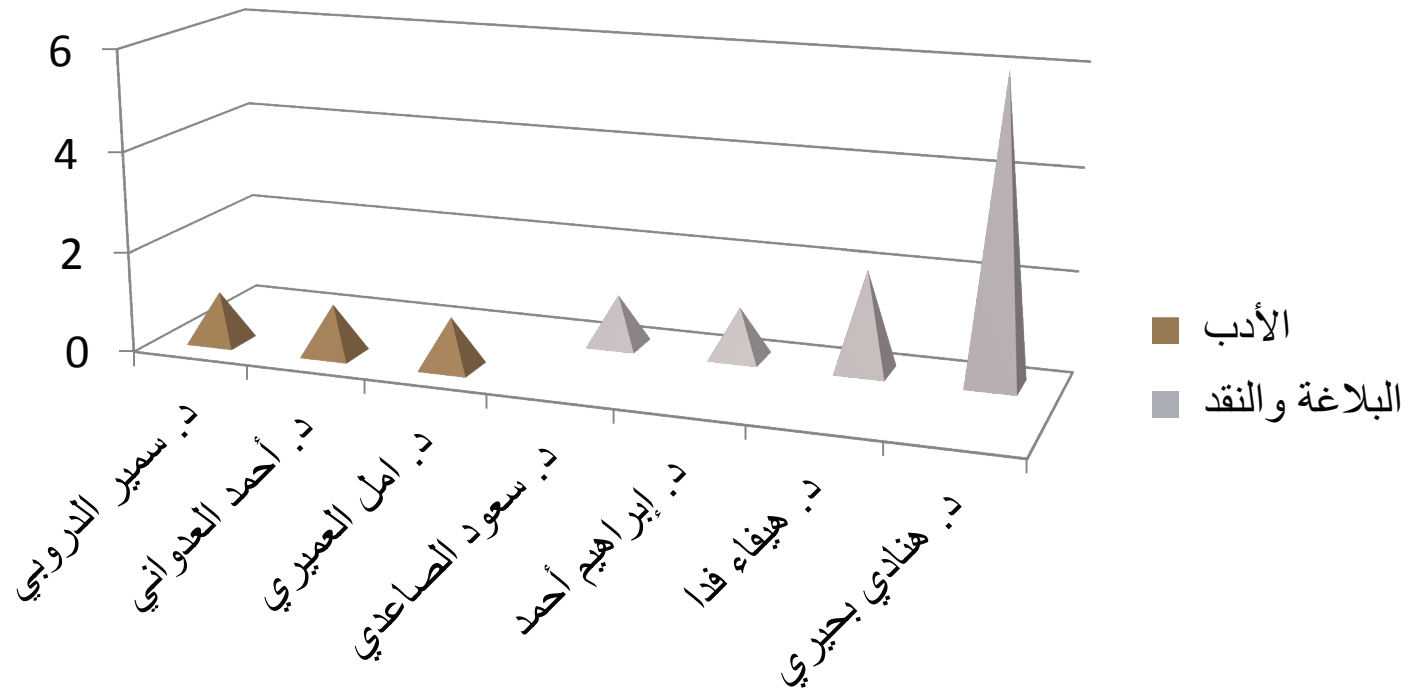 6
4
2
0
د. سمير الدروبي
د. أحمد العدواني
د. امل العميري
د. سعود الصاعدي
د. إبراهيم أحمد
د. هيفاء فدا
د. هنادي بحيري
الأدب
البلاغة والنقد